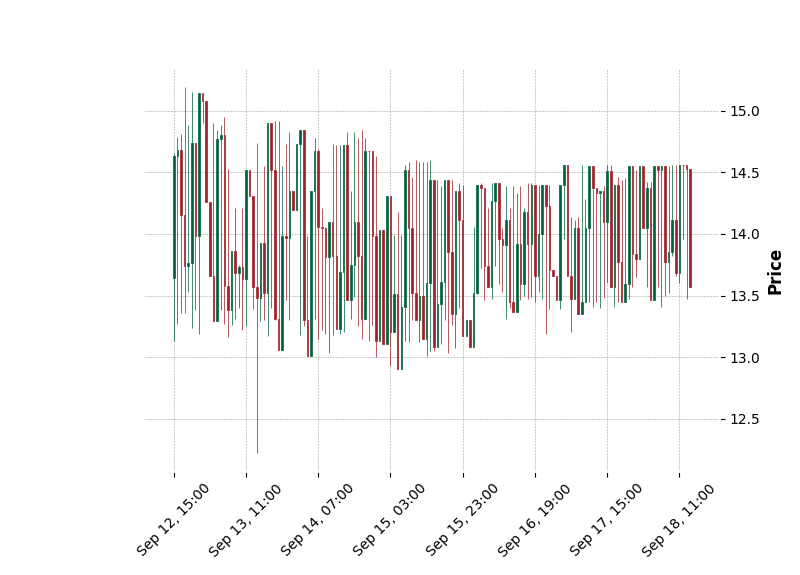 15.0
14.5
14.0
13.5
13.0
12.5
Price
Sep 12, 15:00
Sep 13, 11:00
Sep 14, 07:00
Sep 15, 03:00
Sep 15, 23:00
Sep 16, 19:00
Sep 17, 15:00
Sep 18, 11:00